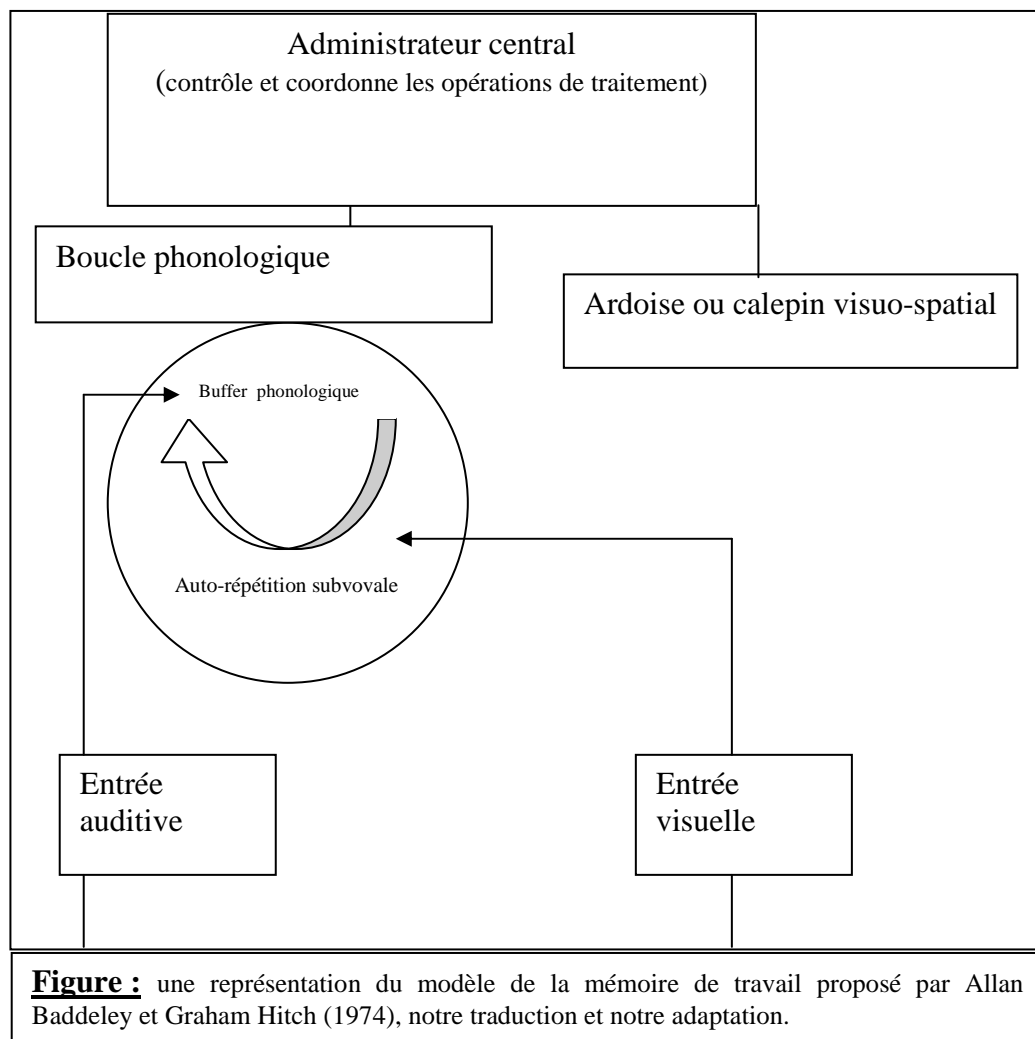 Administrateur central
(contrôle et coordonne les opérations de traitement)
Boucle phonologique
Ardoise ou calepin visuo-spatial
Buffer phonologique
Auto-répétition subvovale
Entrée
auditive
Entrée
visuelle
Figure : une représentation du modèle de la mémoire de travail proposé par Allan
Baddeley et Graham Hitch (1974), notre traduction et notre adaptation.